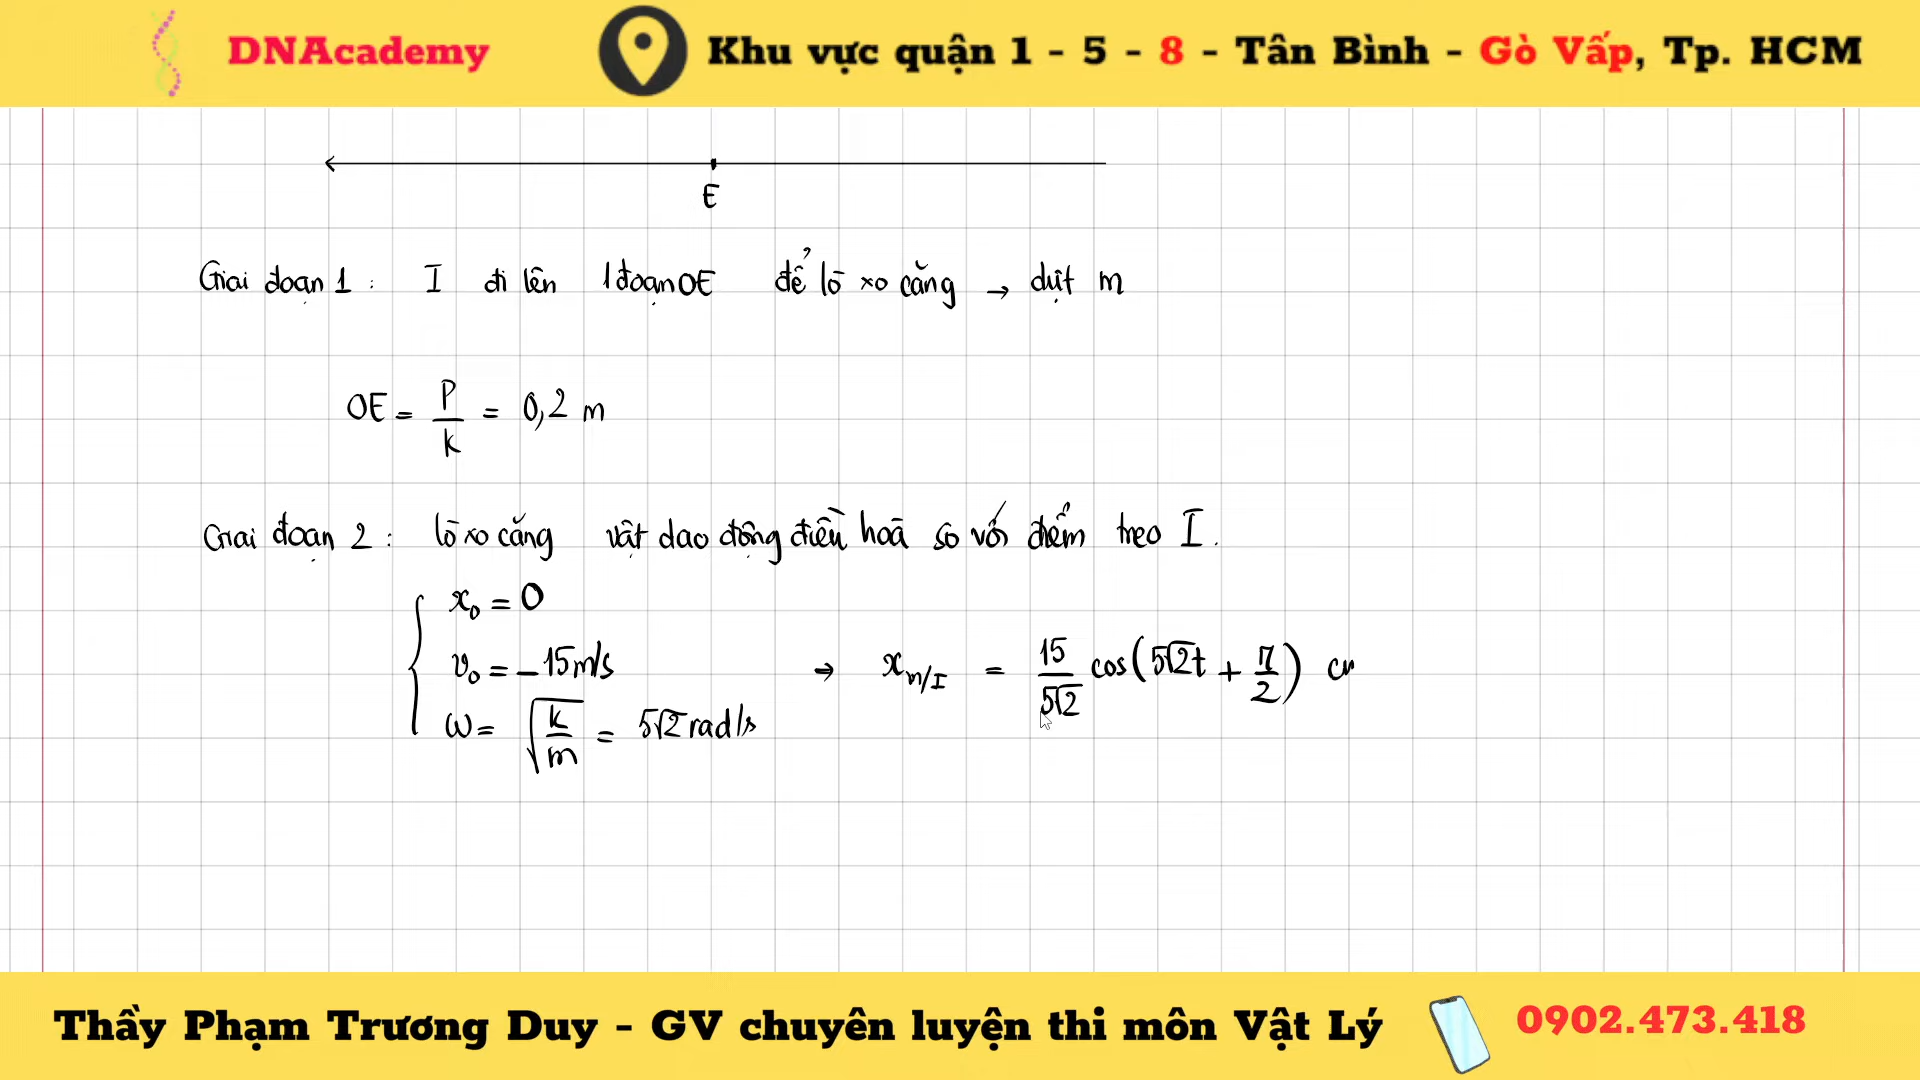 DNAcademy
Khu vực quận 1 - 5 - 8 - Tân Bình - Gò Vấp, Tp. HCM
E
Giai đoạn 1 : I đi lên 1 đoạn OE để lò xo căng → dựt m
OE = P/k = 0,2 m
Giai đoạn 2 : lò xo căng vật dao động điều hoà so với điểm treo I.
x₀ = 0
v₀ = - 15 m/s → x_m/I = 15/5√2 cos(5√2t + π/2) cm
ω = √(k/m) = 5√2 rad/s
Thầy Phạm Trương Duy - GV chuyên luyện thi môn Vật Lý
0902.473.418